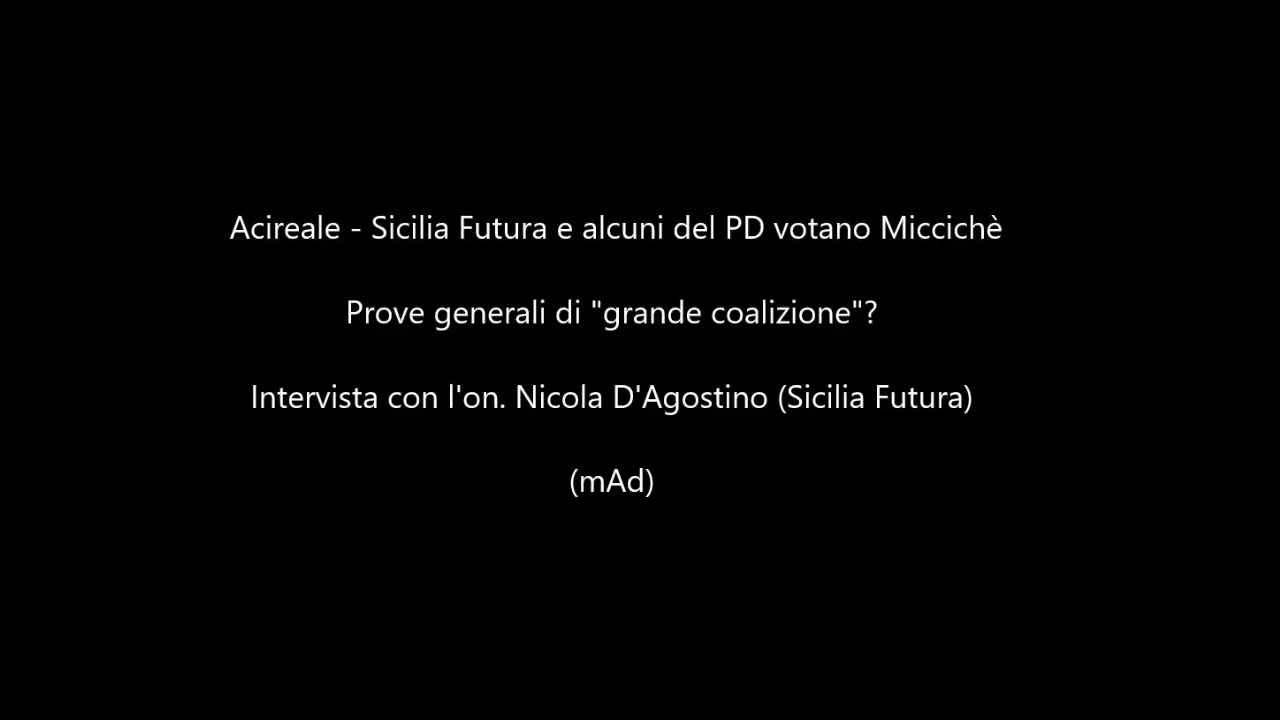 Acireale - Sicilia Futura e alcuni del PD votano Miccichè
Prove generali di "grande coalizione"?
Intervista con l'on. Nicola D'Agostino (Sicilia Futura)
(mAd)